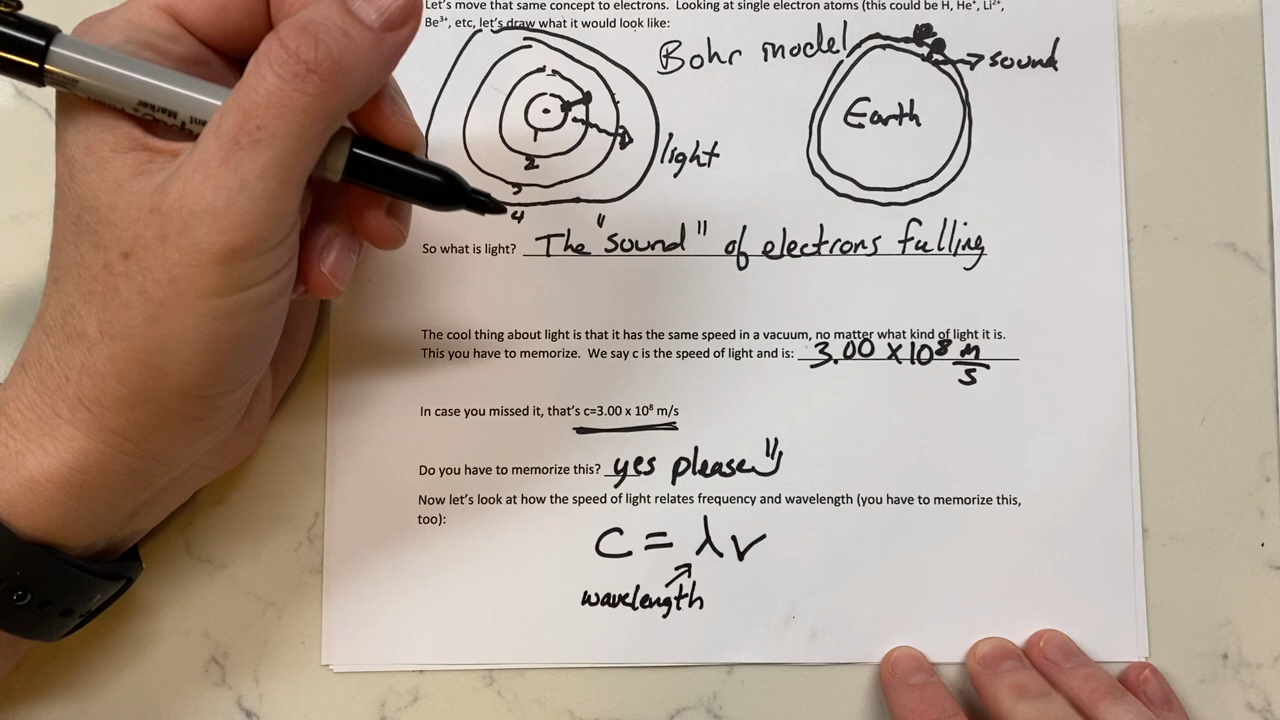 Let's move that same concept to electrons. Looking at single electron atoms (this could be H, He⁺, Li²⁺,
Be³⁺, etc, let's draw what it would look like:
Bohr model
sound
Earth
light
1
2
3
4
So what is light? The "sound" of electrons falling
The cool thing about light is that it has the same speed in a vacuum, no matter what kind of light it is.
This you have to memorize. We say c is the speed of light and is: 3.00 x10⁸ m/s
In case you missed it, that's c=3.00 x 10⁸ m/s
Do you have to memorize this? yes please
Now let's look at how the speed of light relates frequency and wavelength (you have to memorize this,
too):
C = λν
wavelength